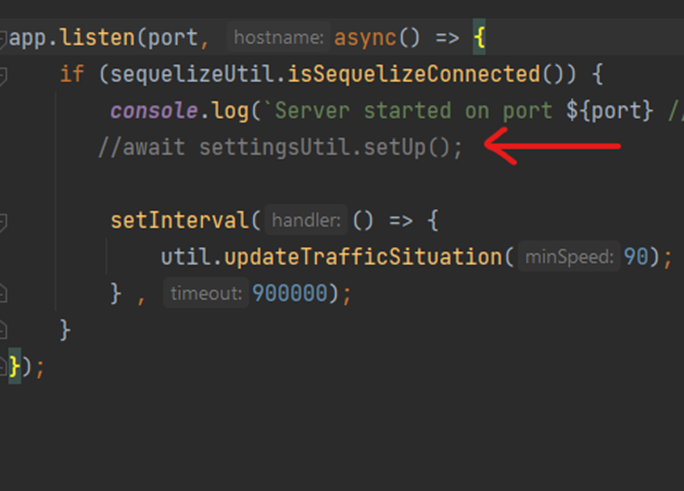 app.listen(port, hostname: async() => {
if (sequelizeUtil.isSequelizeConnected()) {
console.log(`Server started on port ${port} //
//await settingsUtil.setUp();
setInterval( handler: () => {
util.updateTrafficSituation( minSpeed: 90);
} , timeout: 900000);
}
});